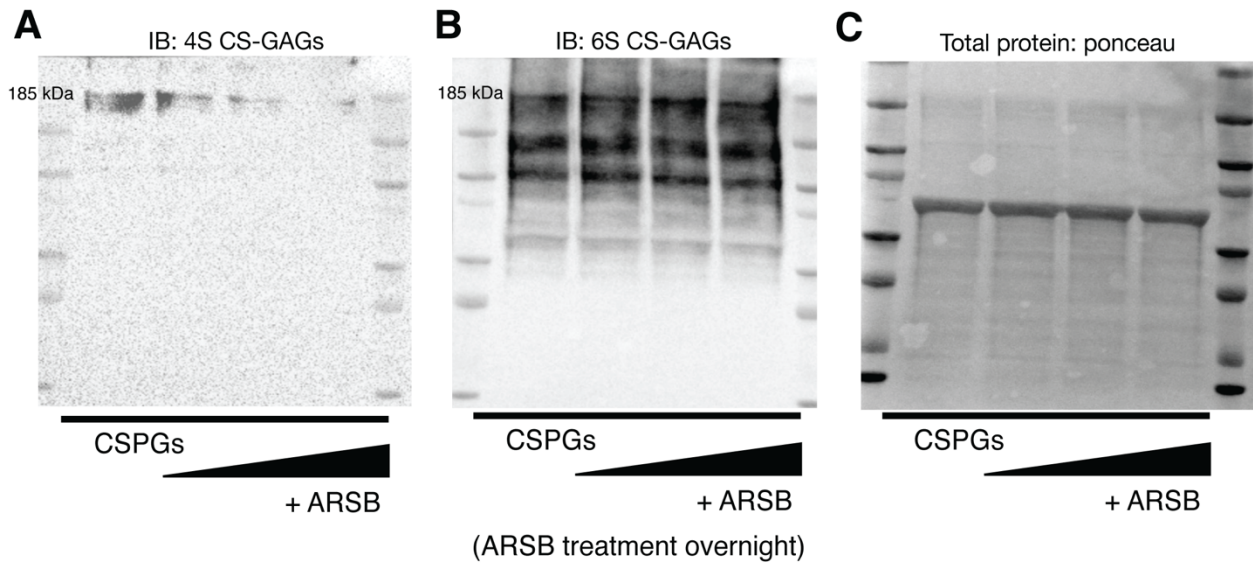 A
IB: 4S CS-GAGs
185 kDa
CSPGs
+ ARSB
B
IB: 6S CS-GAGs
185 kDa
CSPGs
+ ARSB
(ARSB treatment overnight)
C
Total protein: ponceau
CSPGs
+ ARSB